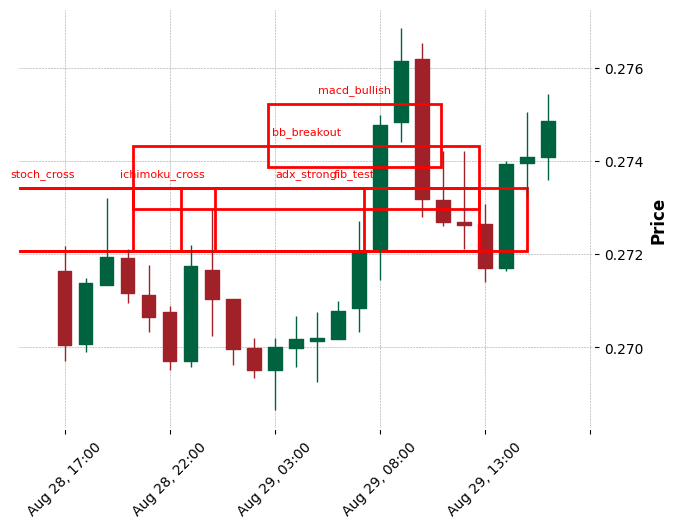 macd_bullish
bb_breakout
stoch_cross ichimoku_cross adx_strong fib_test
0.276
0.274
0.272
0.270
Price
Aug 28, 17:00 Aug 28, 22:00 Aug 29, 03:00 Aug 29, 08:00 Aug 29, 13:00